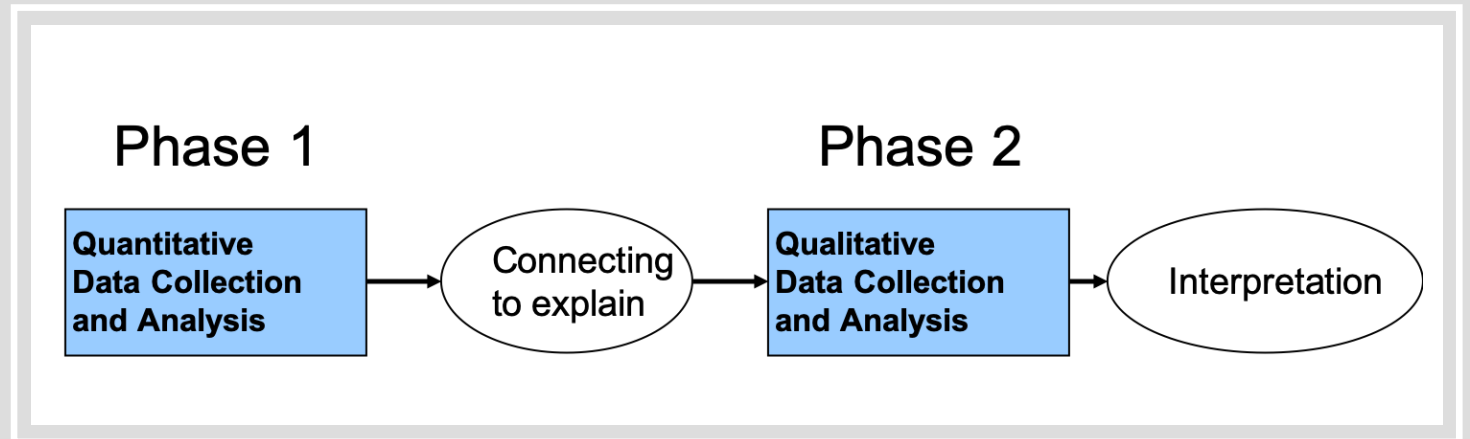 Phase 1
Phase 2
Quantitative
Data Collection
and Analysis
Connecting
to explain
Qualitative
Data Collection
and Analysis
Interpretation